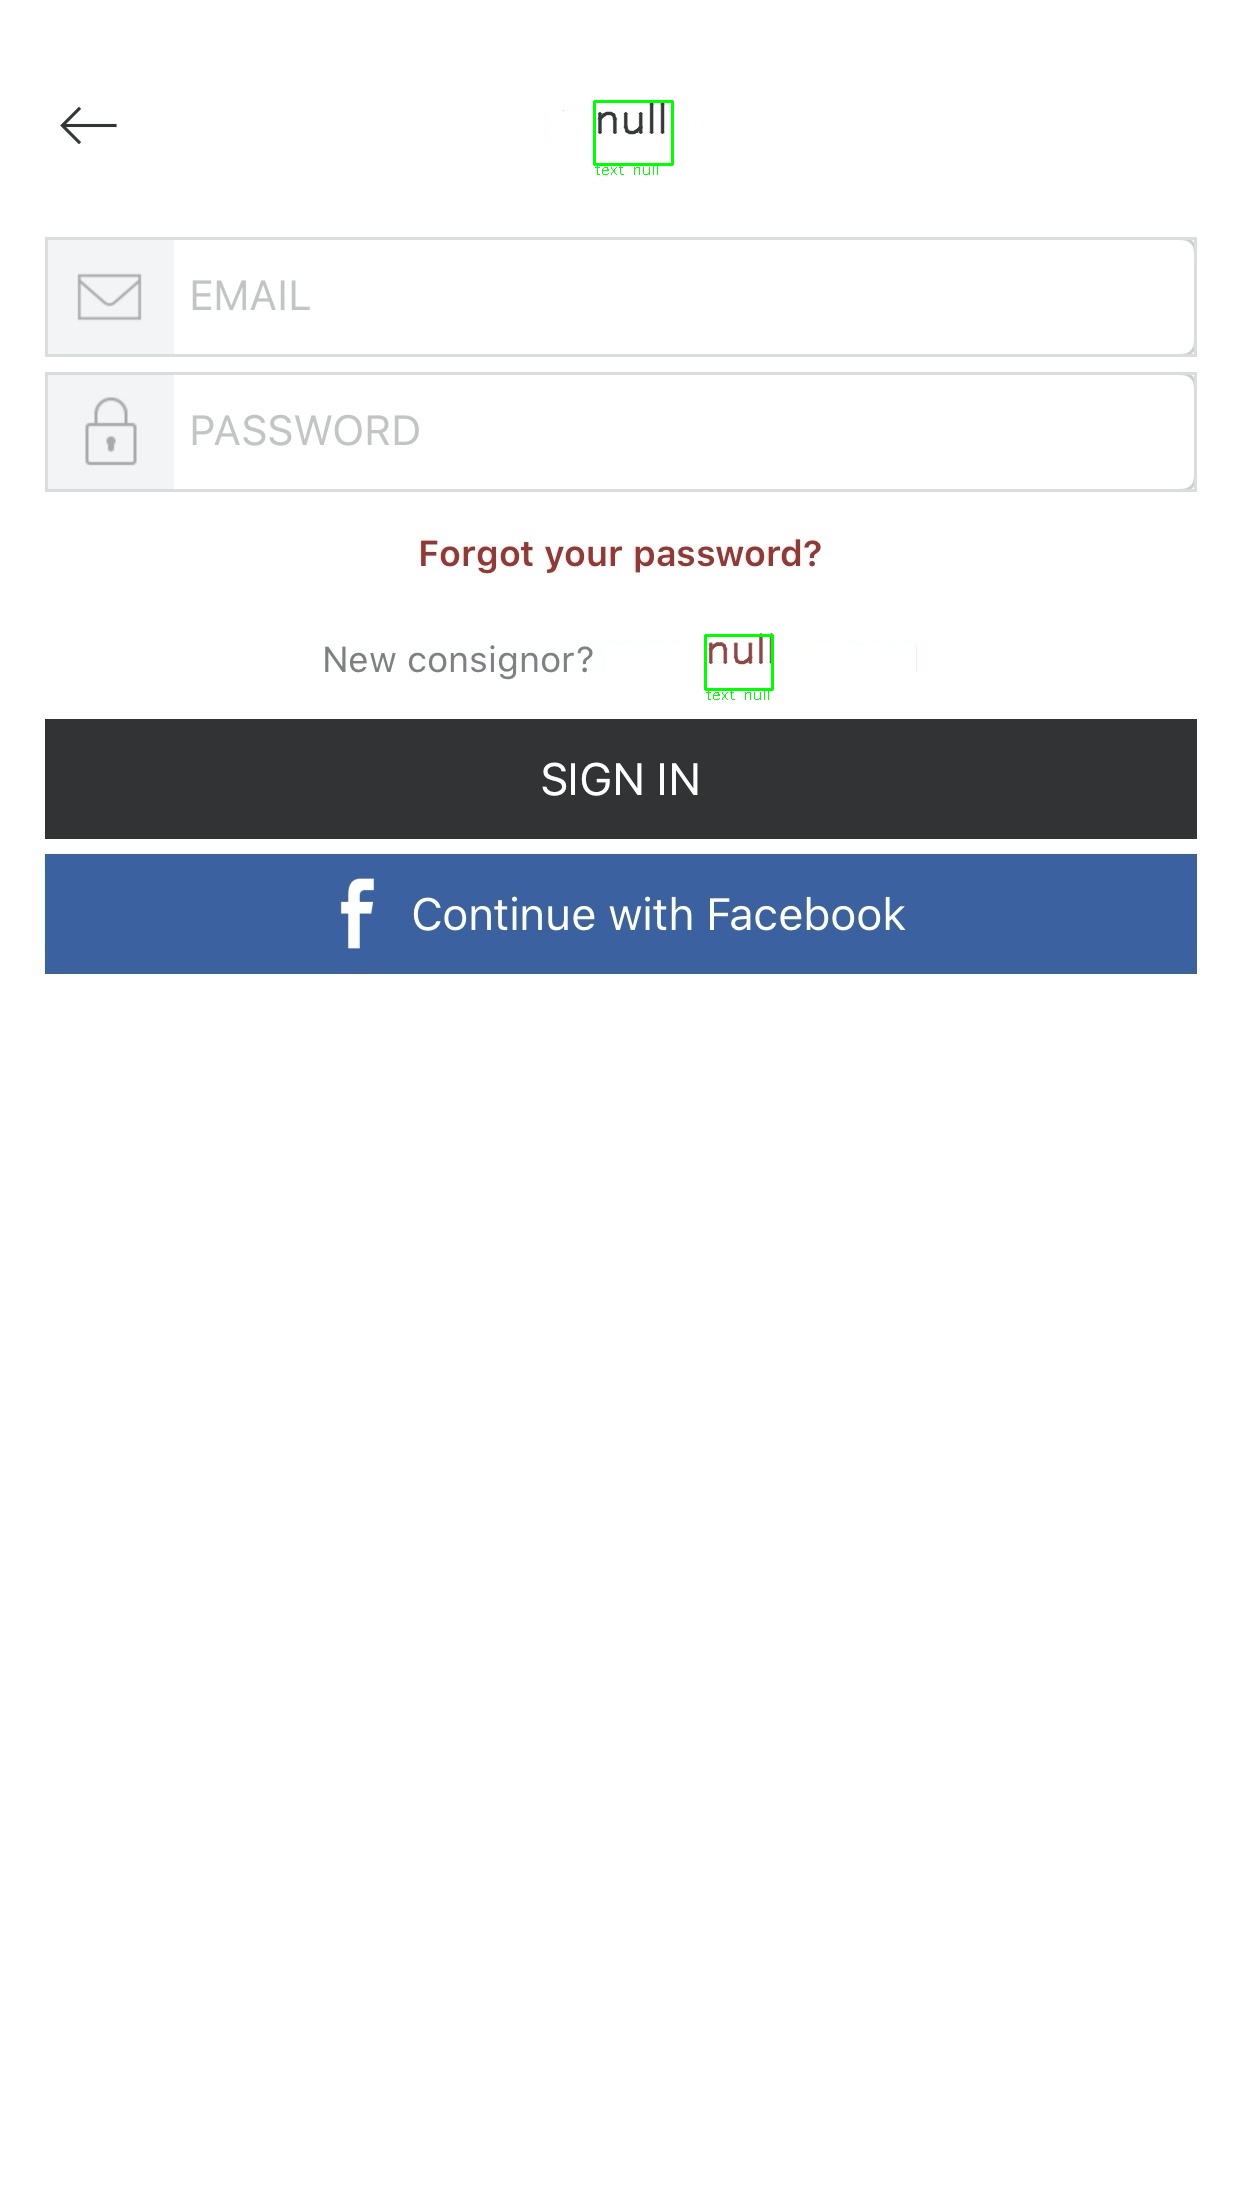 null
text null
EMAIL
PASSWORD
Forgot your password?
New consignor? null
text null
SIGN IN
f Continue with Facebook